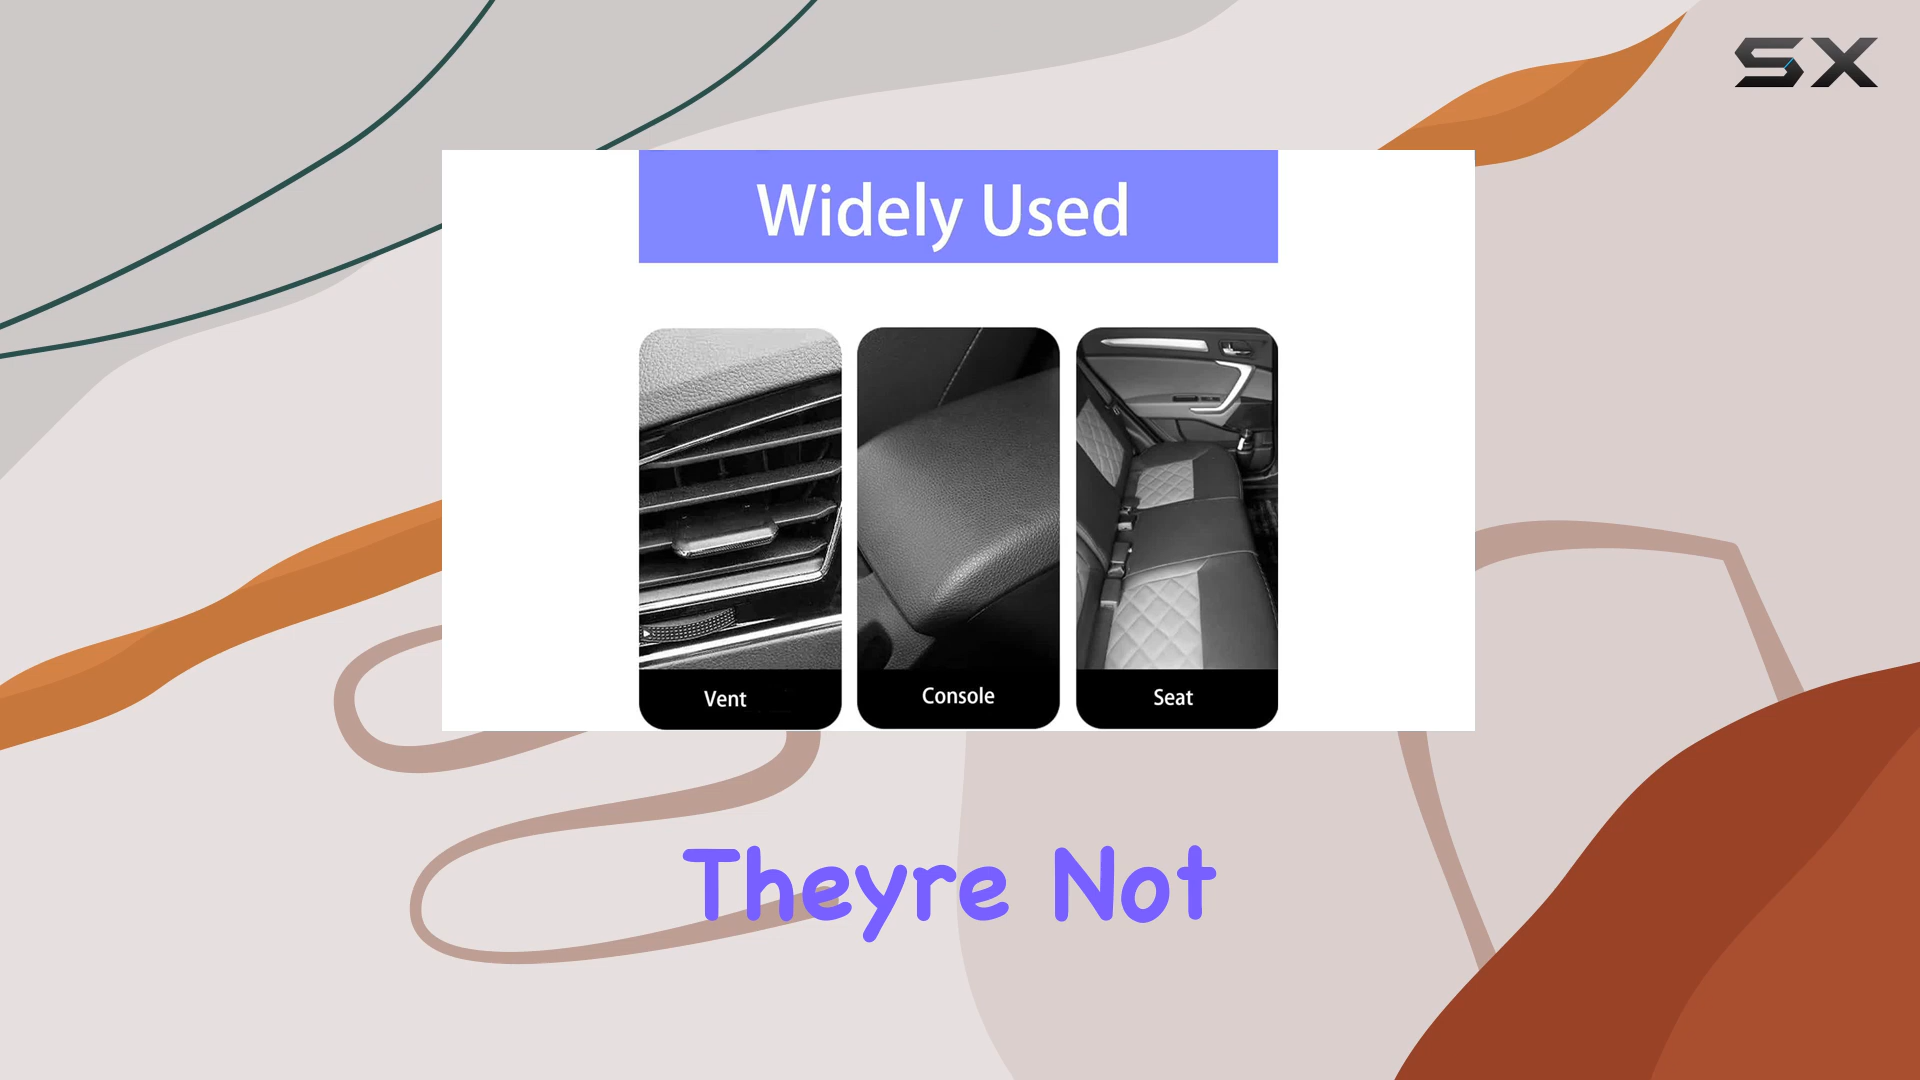 SX
Widely Used
Vent
Console
Seat
Theyre Not